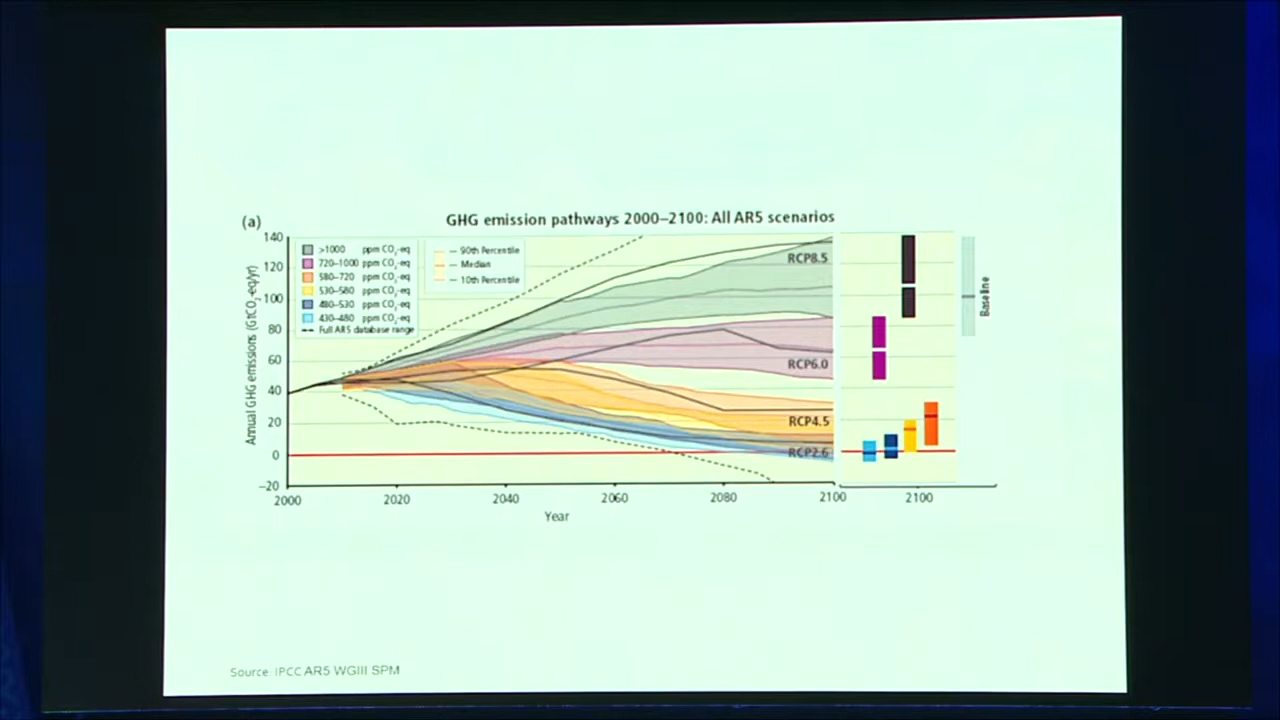 (a)
GHG emission pathways 2000–2100: All AR5 scenarios
Annual GHG emissions (GtCO2-eq/yr)
140
120
100
80
60
40
20
0
–20
>1000 ppm CO2-eq
720–1000 ppm CO2-eq
580–720 ppm CO2-eq
530–580 ppm CO2-eq
480–530 ppm CO2-eq
430–480 ppm CO2-eq
Full AR5 database range
90th Percentile
Median
10th Percentile
RCP8.5
RCP6.0
RCP4.5
RCP2.6
Baseline
2000
2020
2040
2060
2080
2100
2100
Year
Source: IPCC AR5 WGIII SPM